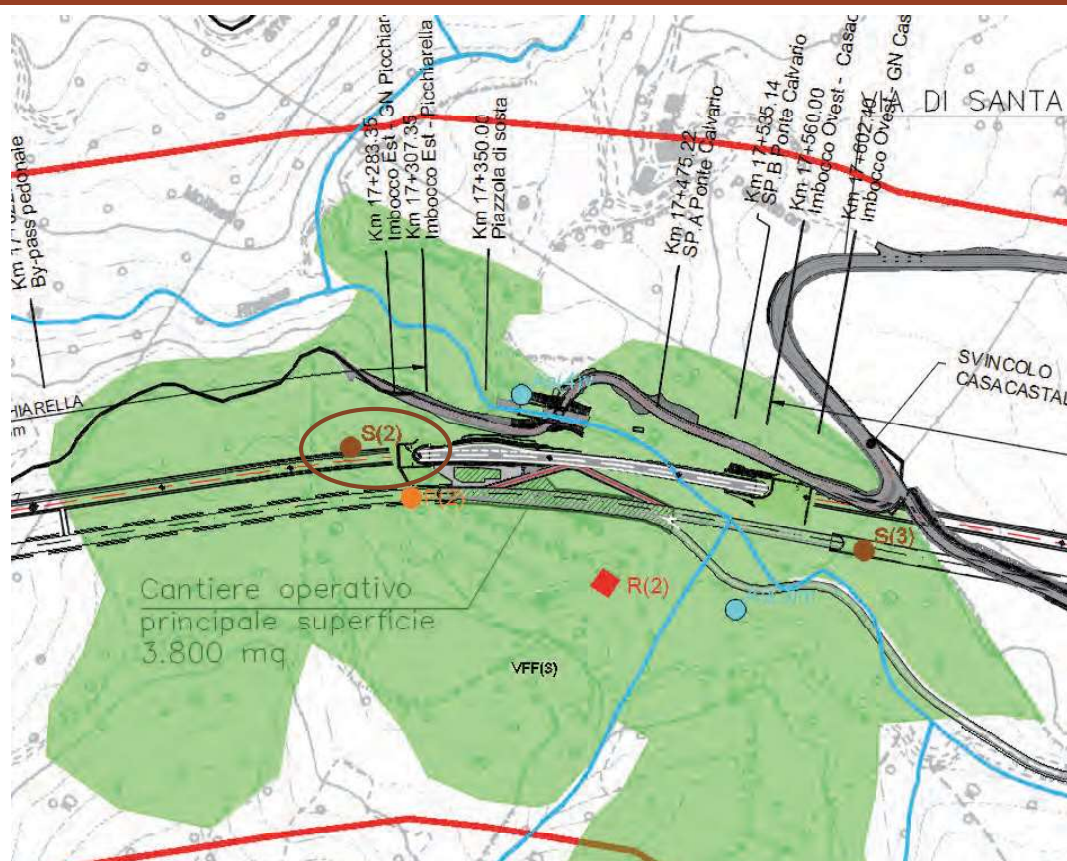 By-pass pedonale
Km 17+283.35
Imbocco Est - GN Picchiar
Km 17+307.35
Imbocco Est - Picchiarella
Km 17+350.00
Piazzola di sosta
Km 17+475.22
SP.A Ponte Calvario
Km 17+535.14
SP.B Ponte Calvario
Km 17+560.00
Imbocco Ovest - Casac
Km 17+602.40
Imbocco Ovest - GN Cas
VIA DI SANTA
SVINCOLO
CASACASTAL
HIARELLA
m
S(2)
S(3)
R(2)
Cantiere operativo
principale superficie
3.800 mq
VFF(S)